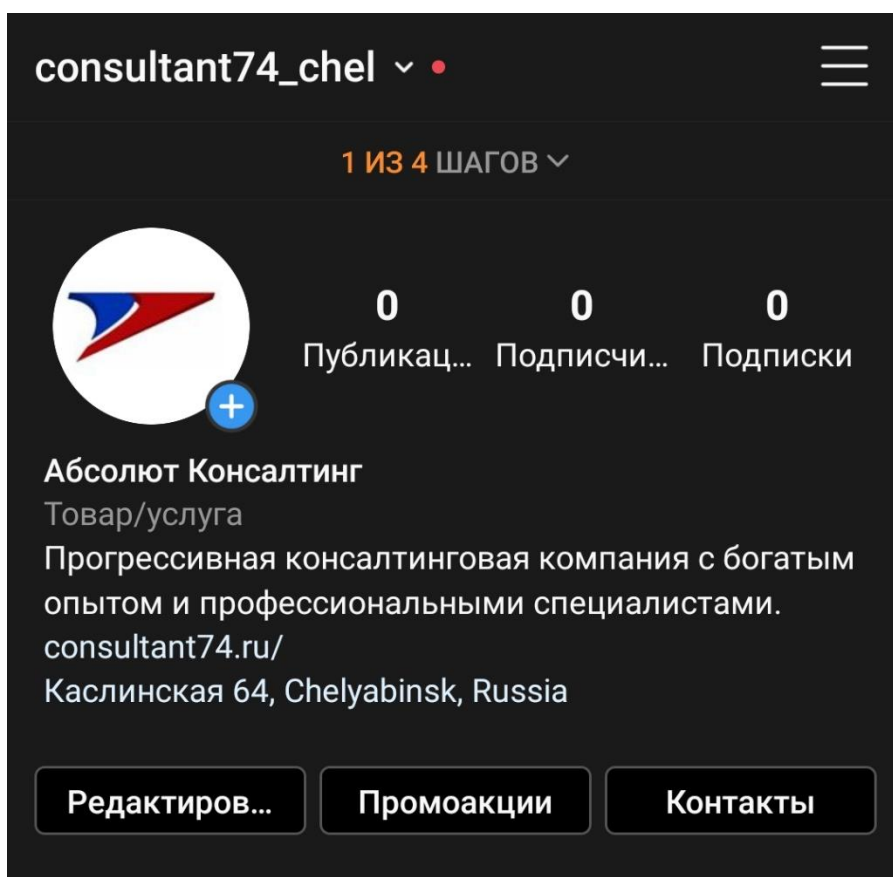 consultant74_chel
1 ИЗ 4 ШАГОВ
0 0 0
Публикац... Подписчи... Подписки
Абсолют Консалтинг
Товар/услуга
Прогрессивная консалтинговая компания с богатым
опытом и профессиональными специалистами.
consultant74.ru/
Каслинская 64, Chelyabinsk, Russia
Редактиров... Промоакции Контакты